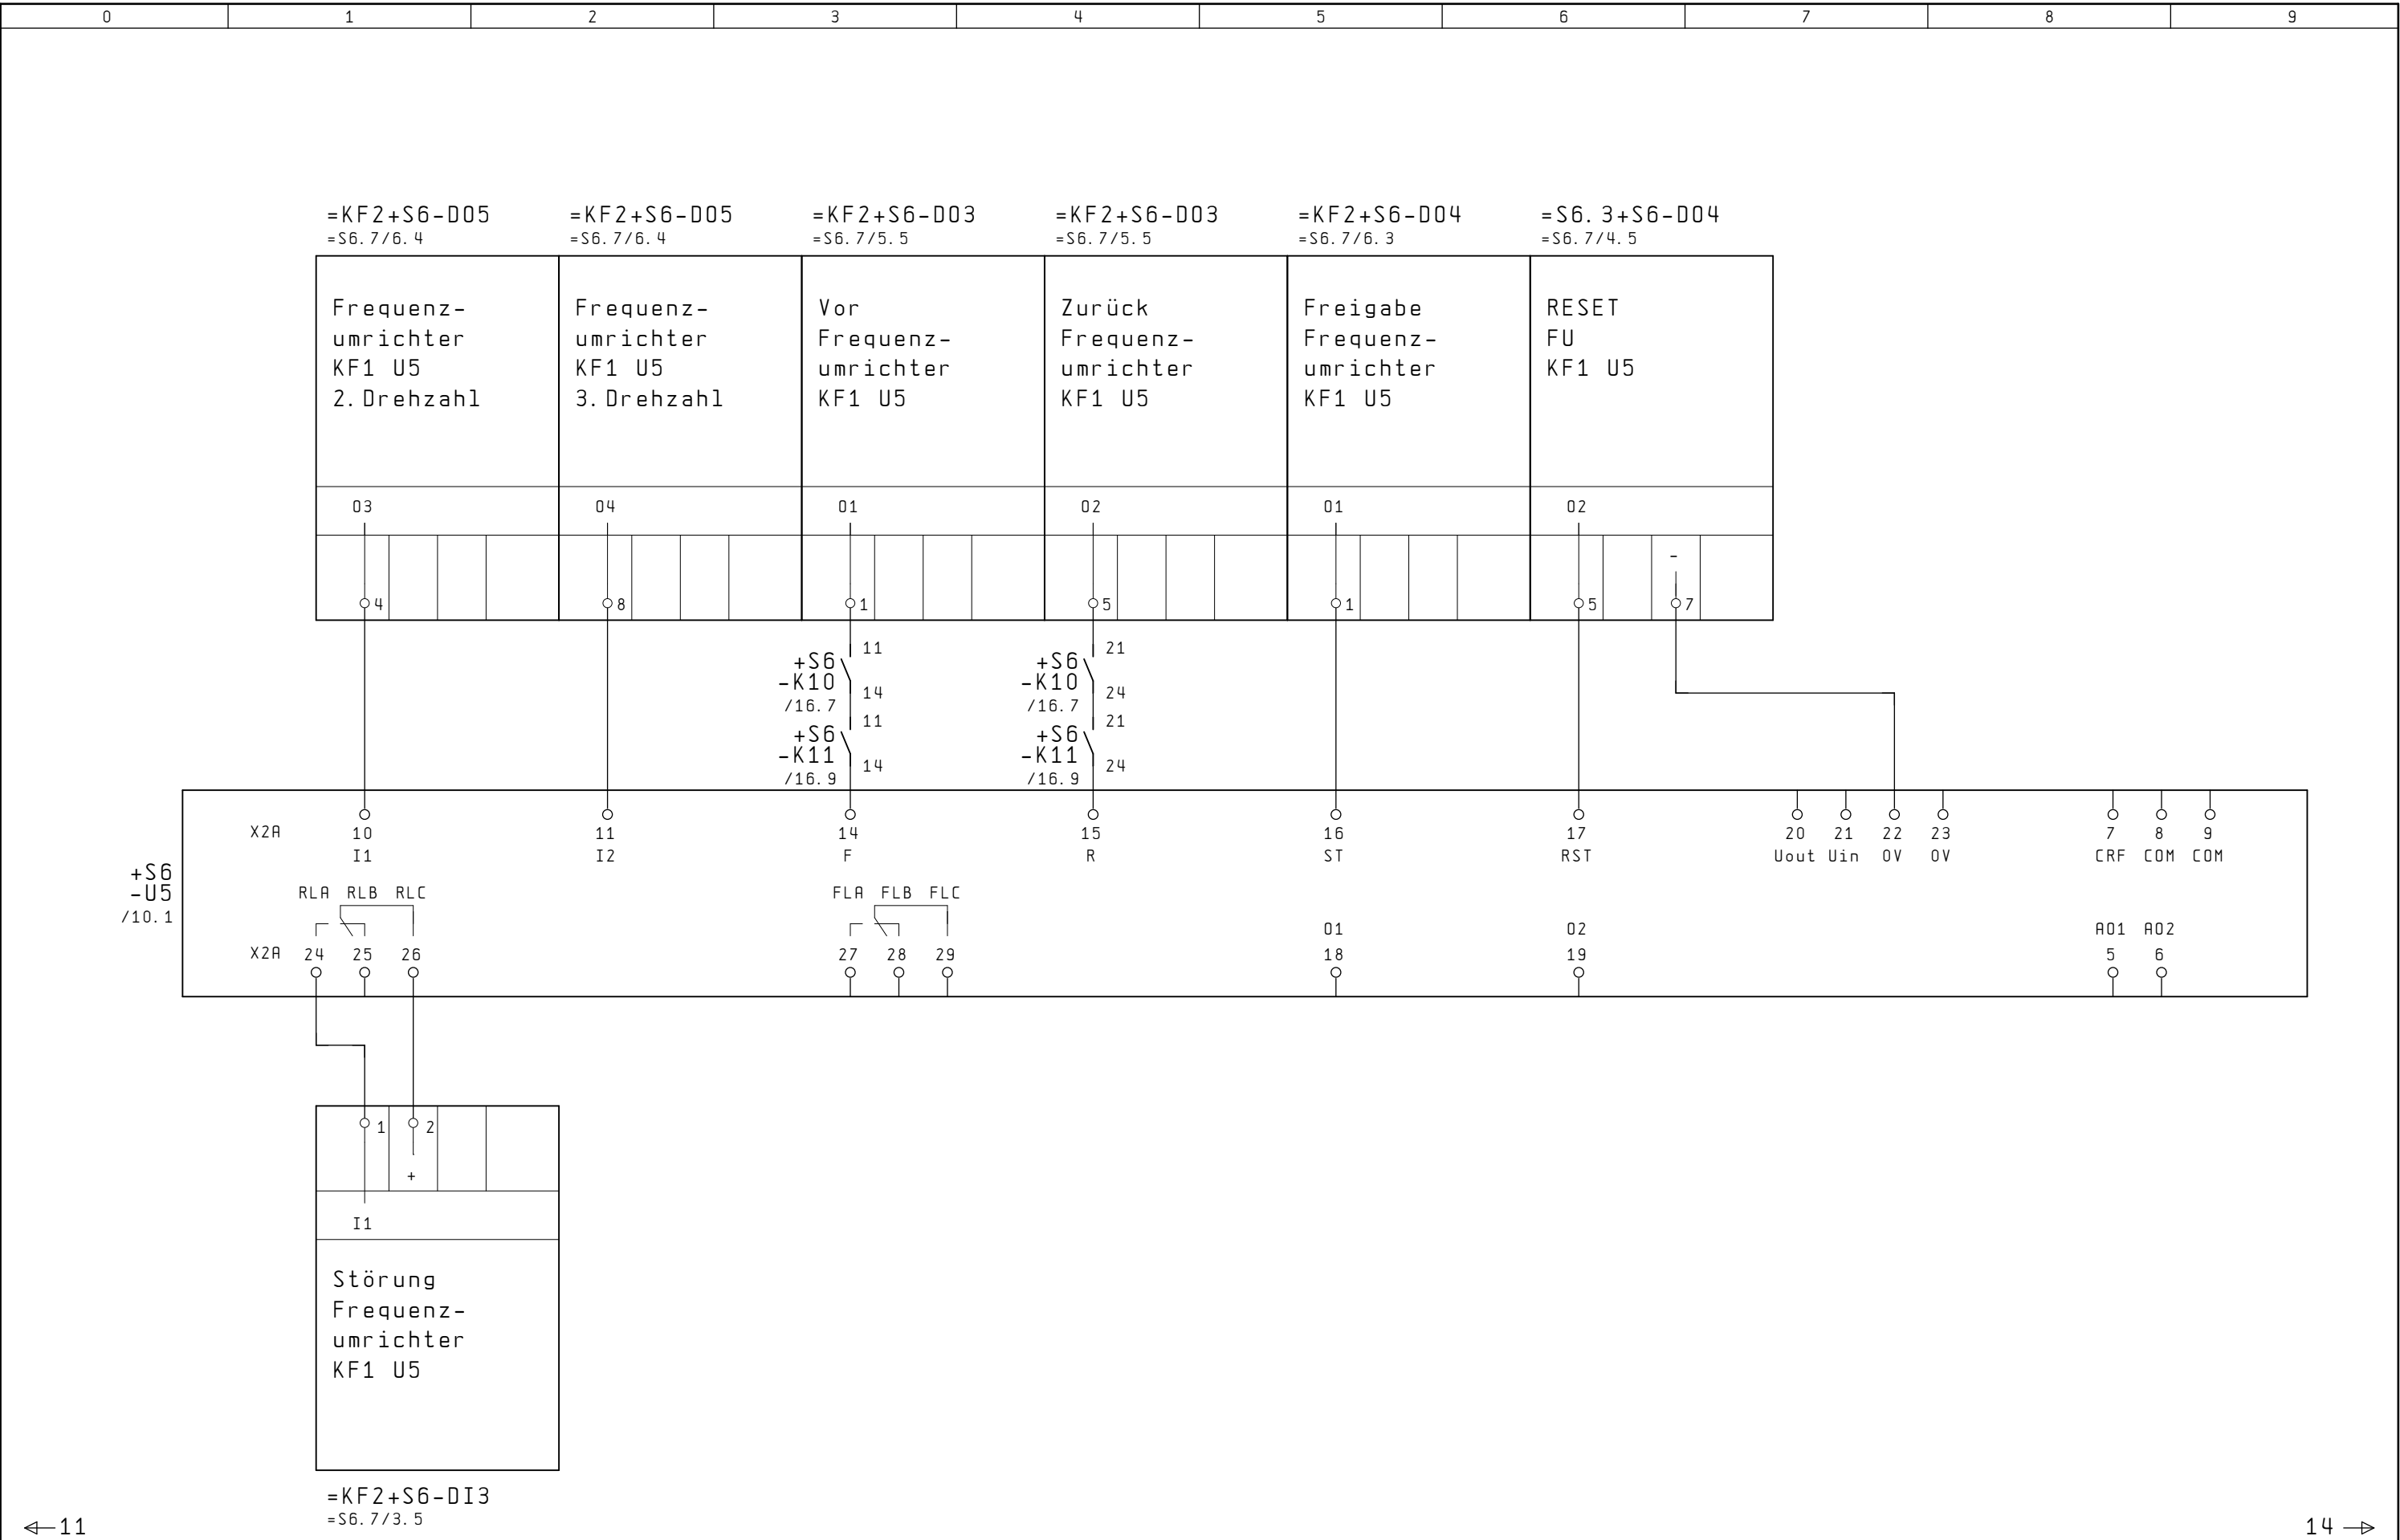 0 1 2 3 4 5 6 7 8 9
=KF2+S6-DO5 =KF2+S6-DO5 =KF2+S6-DO3 =KF2+S6-DO3 =KF2+S6-DO4 =S6.3+S6-DO4
=S6.7/6.4 =S6.7/6.4 =S6.7/5.5 =S6.7/5.5 =S6.7/6.3 =S6.7/4.5
Frequenz-
umrichter
KF1 U5
2.Drehzahl
Frequenz-
umrichter
KF1 U5
3.Drehzahl
Vor
Frequenz-
umrichter
KF1 U5
Zurück
Frequenz-
umrichter
KF1 U5
Freigabe
Frequenz-
umrichter
KF1 U5
RESET
FU
KF1 U5
O3 O4 O1 O2 O1 O2
-
4 8 1 5 1 5 7
+S6 11
-K10 14
/16.7
+S6 11
-K11 14
/16.9
+S6 21
-K10 24
/16.7
+S6 21
-K11 24
/16.9
X2A 10 11 14 15 16 17 20 21 22 23 7 8 9
I1 I2 F R ST RST Uout Uin 0V 0V CRF COM COM
+S6
-U5
/10.1
RLA RLB RLC FLA FLB FLC
O1 O2 AO1 AO2
X2A 24 25 26 27 28 29 18 19 5 6
1 2
+
I1
Störung
Frequenz-
umrichter
KF1 U5
=KF2+S6-DI3
=S6.7/3.5
11 14